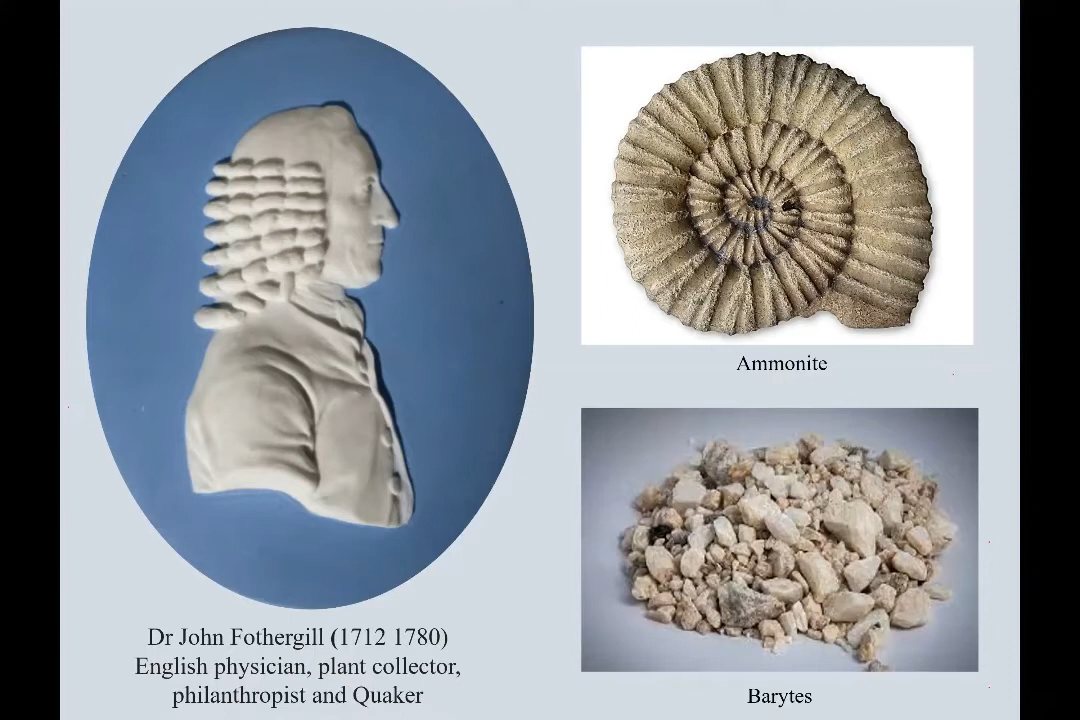 Ammonite
Dr John Fothergill (1712 1780)
English physician, plant collector,
philanthropist and Quaker
Barytes